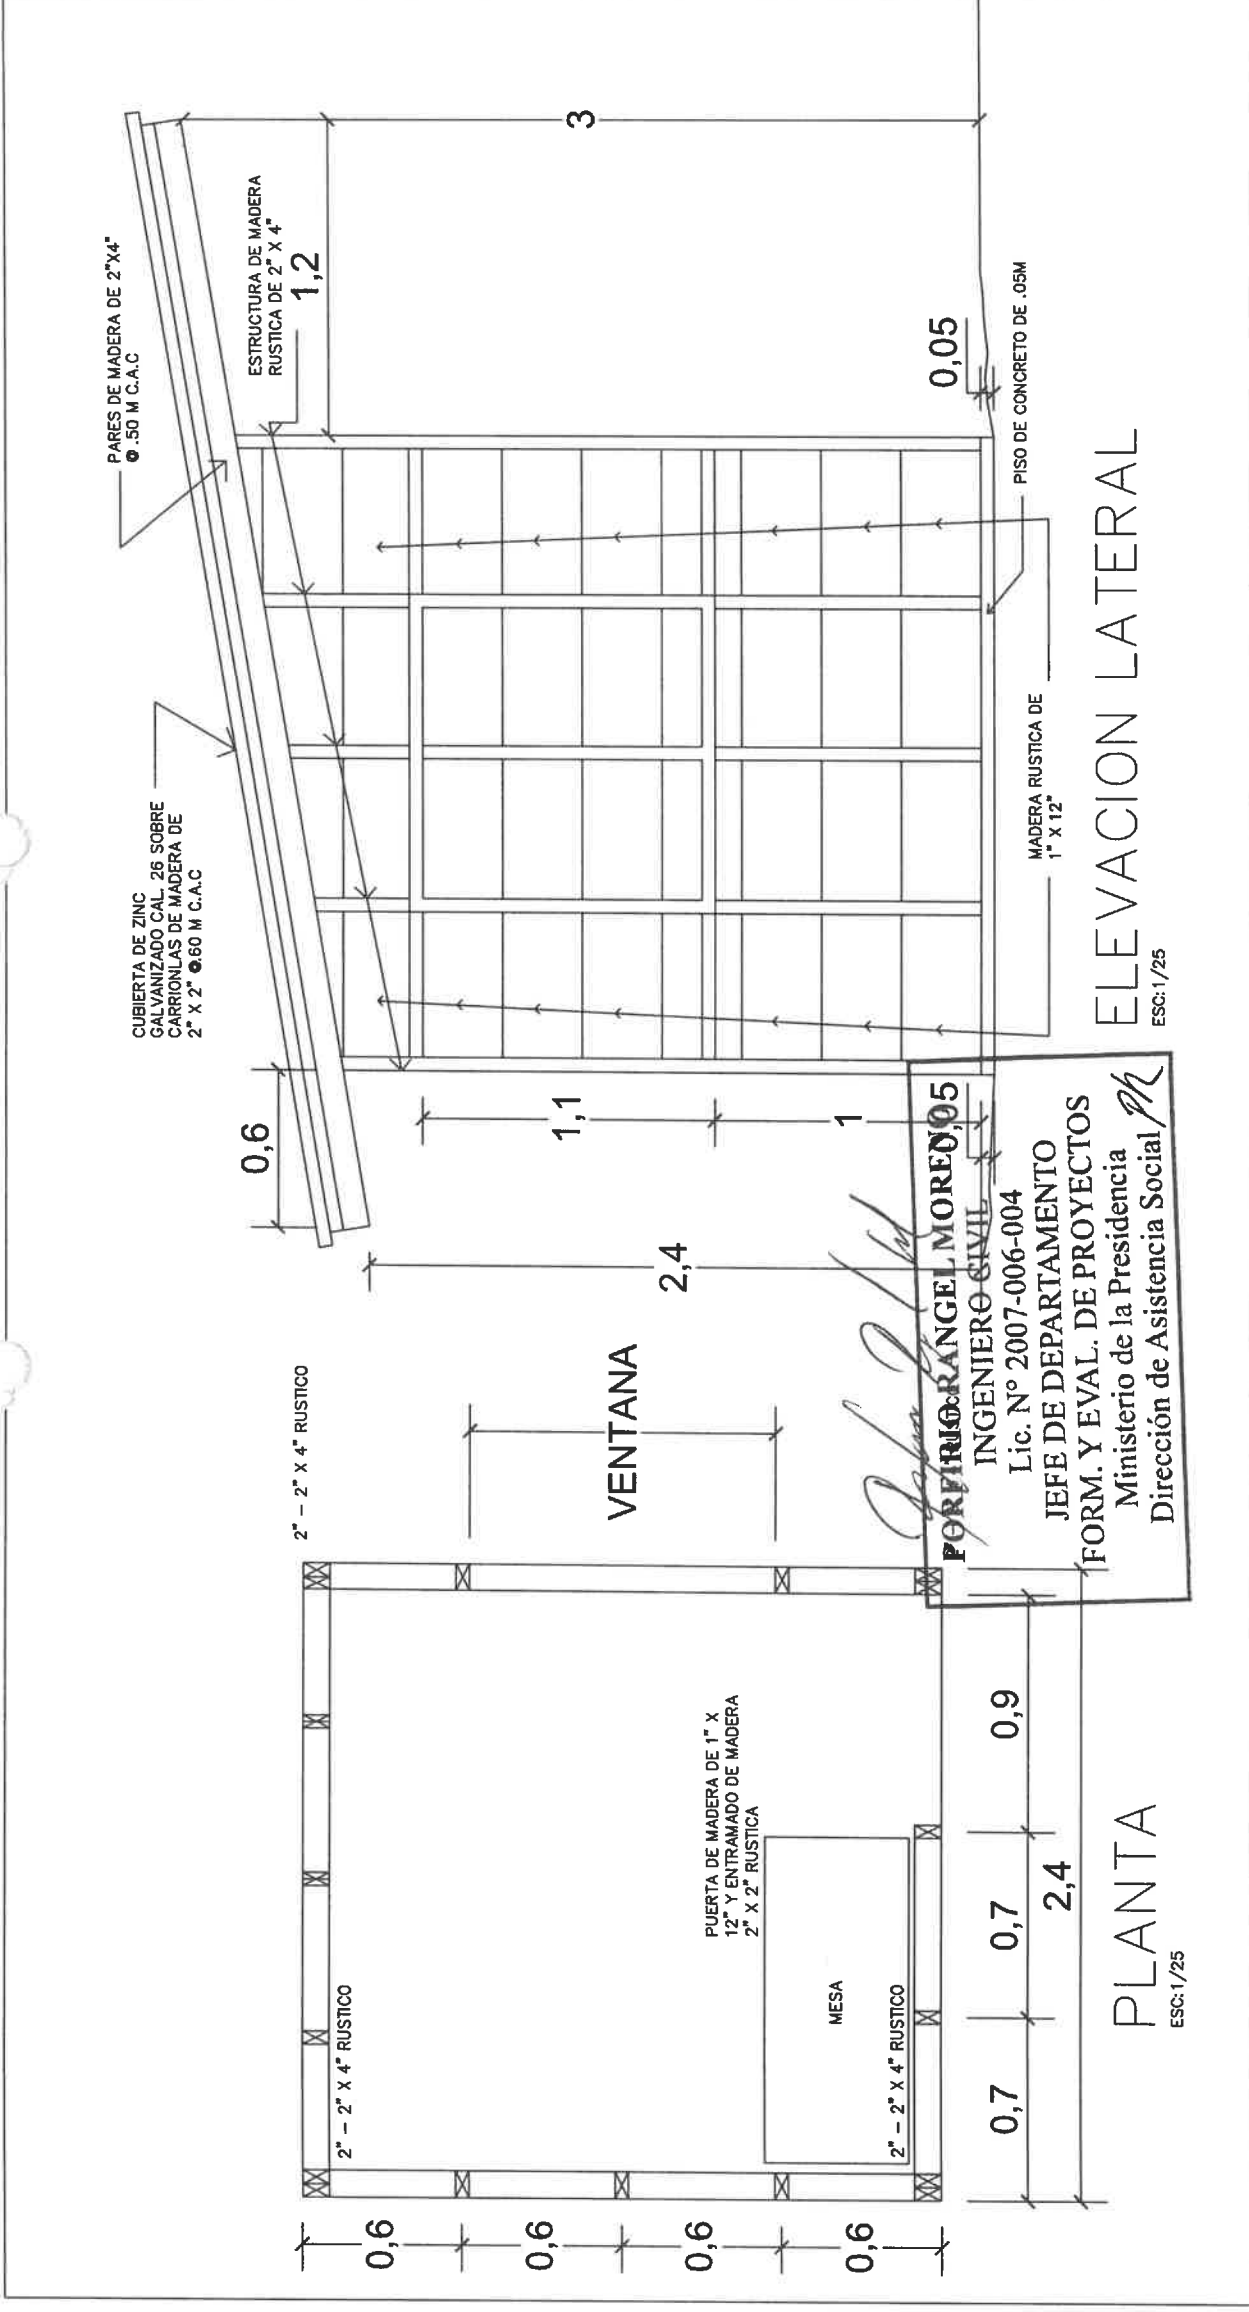 0,6
0,6
0,6
0,6
2" – 2" X 4" RUSTICO
2" – 2" X 4" RUSTICO
PUERTA DE MADERA DE 1" X
12" Y ENTRAMADO DE MADERA
2" X 2" RUSTICA
MESA
2" – 2" X 4" RUSTICO
0,7
0,7
0,9
2,4
PLANTA
ESC:1/25
VENTANA
CUBIERTA DE ZINC
GALVANIZADO CAL. 26 SOBRE
CARRIONLAS DE MADERA DE
2" X 2" @.60 M C.A.C
PARES DE MADERA DE 2"X4"
@ .50 M C.A.C
ESTRUCTURA DE MADERA
RUSTICA DE 2" X 4"
0,6
1,2
3
2,4
1,1
1
0,05
0,05
PISO DE CONCRETO DE .05M
MADERA RUSTICA DE
1" X 12"
ELEVACION LATERAL
ESC:1/25
PORFIRIO RANGEL MORENO
INGENIERO CIVIL
Lic. N° 2007-006-004
JEFE DE DEPARTAMENTO
FORM. Y EVAL. DE PROYECTOS
Ministerio de la Presidencia
Dirección de Asistencia Social